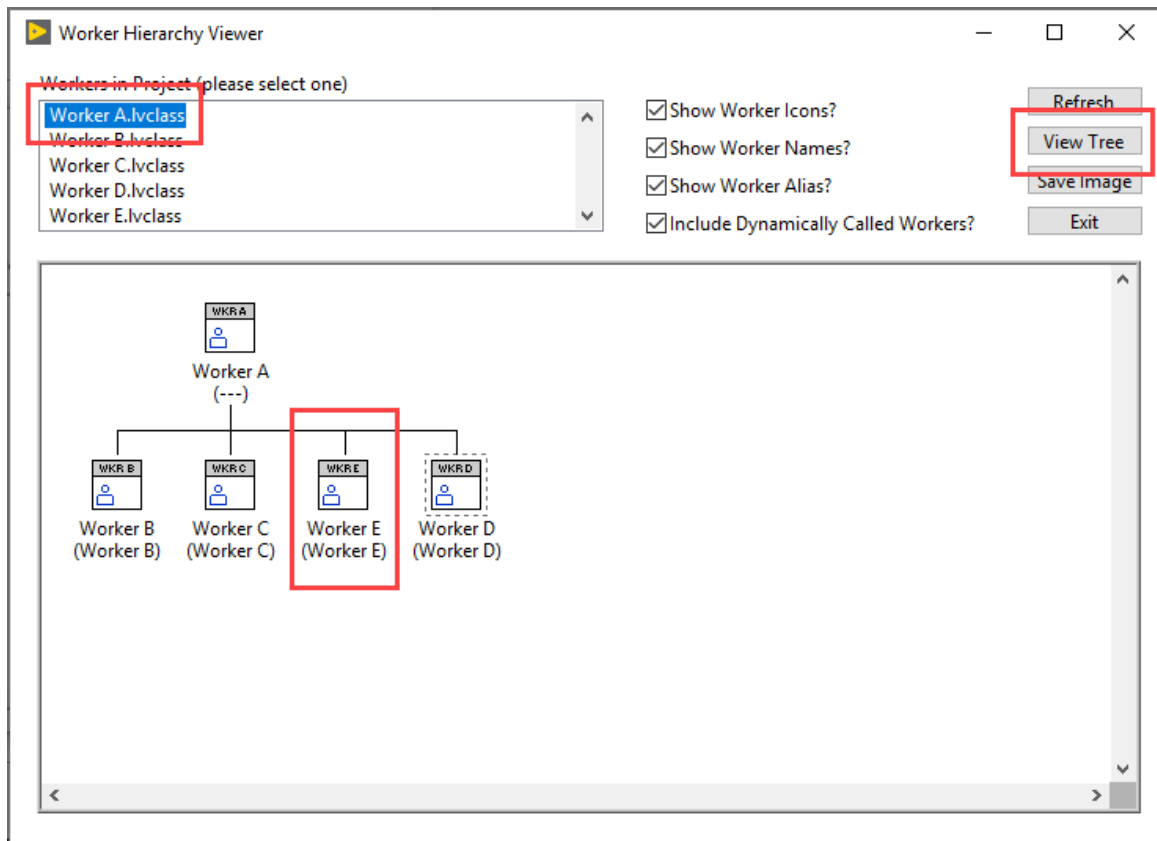 Worker Hierarchy Viewer
Workers in Project (please select one)
Worker A.lvclass
Worker B.lvclass
Worker C.lvclass
Worker D.lvclass
Worker E.lvclass
Show Worker Icons?
Show Worker Names?
Show Worker Alias?
Include Dynamically Called Workers?
Refresh
View Tree
Save Image
Exit
WKR A
Worker A
(---)
WKR B WKR C WKR E WKR D
Worker B Worker C Worker E Worker D
(Worker B) (Worker C) (Worker E) (Worker D)